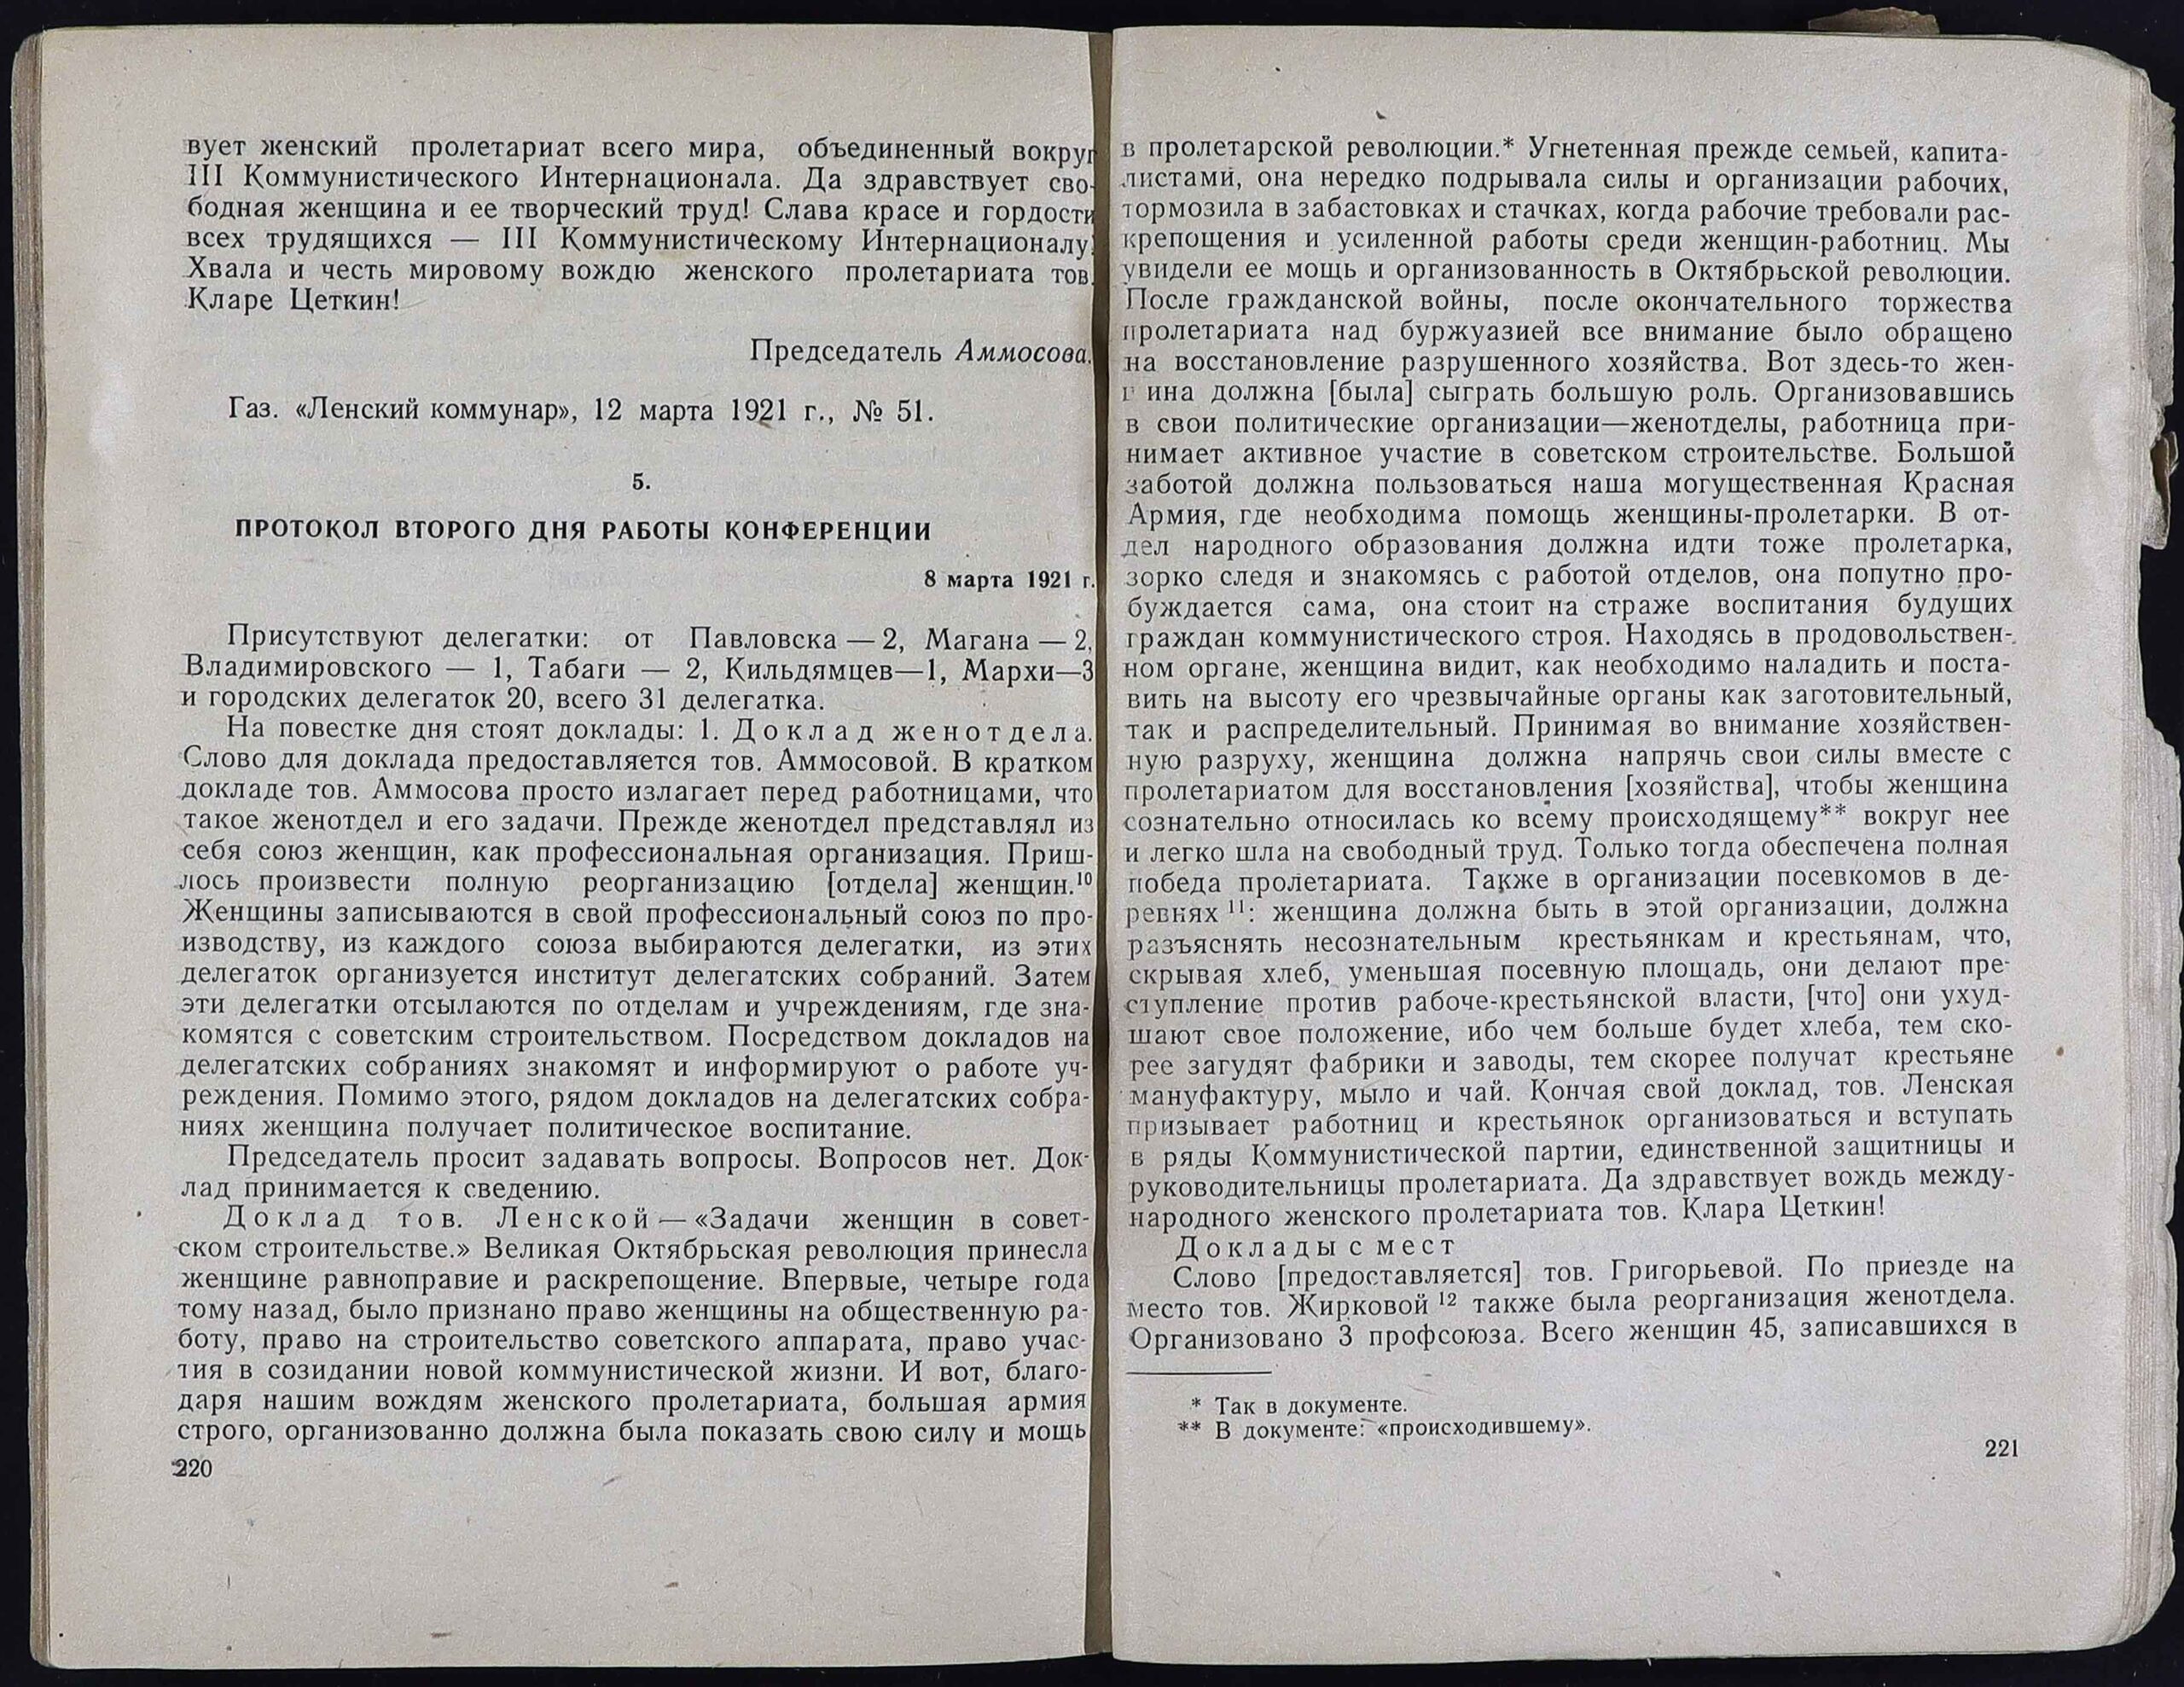 вует женский пролетариат всего мира, объединенный вокруг
III Коммунистического Интернационала. Да здравствует сво-
бодная женщина и ее творческий труд! Слава красе и гордости
всех трудящихся — III Коммунистическому Интернационалу!
Хвала и честь мировому вождю женского пролетариата тов.
Кларе Цеткин!
Председатель Аммосова.
Газ. «Ленский коммунар», 12 марта 1921 г., № 51.
5.
ПРОТОКОЛ ВТОРОГО ДНЯ РАБОТЫ КОНФЕРЕНЦИИ
8 марта 1921 г.
Присутствуют делегатки: от Павловска — 2, Магана — 2,
Владимировского — 1, Табаги — 2, Кильдямцев—1, Мархи—3
и городских делегаток 20, всего 31 делегатка.
На повестке дня стоят доклады: 1. Доклад женотдела.
Слово для доклада предоставляется тов. Аммосовой. В кратком
докладе тов. Аммосова просто излагает перед работницами, что
такое женотдел и его задачи. Прежде женотдел представлял из
себя союз женщин, как профессиональная организация. Приш-
лось произвести полную реорганизацию [отдела] женщин.¹⁰
Женщины записываются в свой профессиональный союз по про-
изводству, из каждого союза выбираются делегатки, из этих
делегаток организуется институт делегатских собраний. Затем
эти делегатки отсылаются по отделам и учреждениям, где зна-
комятся с советским строительством. Посредством докладов на
делегатских собраниях знакомят и информируют о работе уч-
реждения. Помимо этого, рядом докладов на делегатских собра-
ниях женщина получает политическое воспитание.
Председатель просит задавать вопросы. Вопросов нет. Док-
лад принимается к сведению.
Доклад тов. Ленской — «Задачи женщин в совет-
ском строительстве.» Великая Октябрьская революция принесла
женщине равноправие и раскрепощение. Впервые, четыре года
тому назад, было признано право женщины на общественную ра-
боту, право на строительство советского аппарата, право учас-
тия в созидании новой коммунистической жизни. И вот, благо-
даря нашим вождям женского пролетариата, большая армия
строго, организованно должна была показать свою силу и мощь
220
в пролетарской революции.* Угнетенная прежде семьей, капита-
листами, она нередко подрывала силы и организации рабочих,
тормозила в забастовках и стачках, когда рабочие требовали рас-
крепощения и усиленной работы среди женщин-работниц. Мы
увидели ее мощь и организованность в Октябрьской революции.
После гражданской войны, после окончательного торжества
пролетариата над буржуазией все внимание было обращено
на восстановление разрушенного хозяйства. Вот здесь-то жен-
щина должна [была] сыграть большую роль. Организовавшись
в свои политические организации—женотделы, работница при-
нимает активное участие в советском строительстве. Большой
заботой должна пользоваться наша могущественная Красная
Армия, где необходима помощь женщины-пролетарки. В от-
дел народного образования должна идти тоже пролетарка,
зорко следя и знакомясь с работой отделов, она попутно про-
буждается сама, она стоит на страже воспитания будущих
граждан коммунистического строя. Находясь в продовольствен-
ном органе, женщина видит, как необходимо наладить и поста-
вить на высоту его чрезвычайные органы как заготовительный,
так и распределительный. Принимая во внимание хозяйствен-
ную разруху, женщина должна напрячь свои силы вместе с
пролетариатом для восстановления [хозяйства], чтобы женщина
сознательно относилась ко всему происходящему** вокруг нее
и легко шла на свободный труд. Только тогда обеспечена полная
победа пролетариата. Также в организации посевкомов в де-
ревнях ¹¹: женщина должна быть в этой организации, должна
разъяснять несознательным крестьянкам и крестьянам, что,
скрывая хлеб, уменьшая посевную площадь, они делают пре-
ступление против рабоче-крестьянской власти, [что] они ухуд-
шают свое положение, ибо чем больше будет хлеба, тем ско-
рее загудят фабрики и заводы, тем скорее получат крестьяне
мануфактуру, мыло и чай. Кончая свой доклад, тов. Ленская
призывает работниц и крестьянок организоваться и вступать
в ряды Коммунистической партии, единственной защитницы и
руководительницы пролетариата. Да здравствует вождь между-
народного женского пролетариата тов. Клара Цеткин!
Доклады с мест
Слово [предоставляется] тов. Григорьевой. По приезде на
место тов. Жирковой ¹² также была реорганизация женотдела.
Организовано 3 профсоюза. Всего женщин 45, записавшихся в
* Так в документе.
** В документе: «происходившему».
221